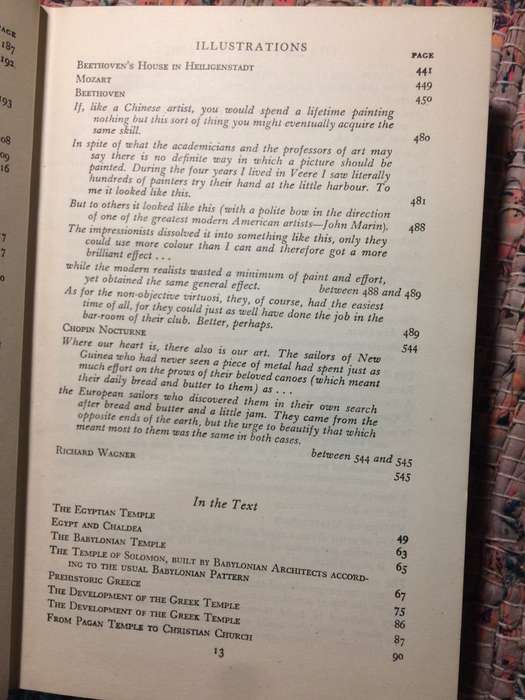 PAGE
187
192
193
08
09
16
7
7
0
ILLUSTRATIONS
PAGE
BEETHOVEN'S HOUSE IN HEILIGENSTADT 441
MOZART 449
BEETHOVEN 450
If, like a Chinese artist, you would spend a lifetime painting
nothing but this sort of thing you might eventually acquire the
same skill. 480
In spite of what the academicians and the professors of art may
say there is no definite way in which a picture should be
painted. During the four years I lived in Veere I saw literally
hundreds of painters try their hand at the little harbour. To
me it looked like this. 481
But to others it looked like this (with a polite bow in the direction
of one of the greatest modern American artists—John Marin). 488
The impressionists dissolved it into something like this, only they
could use more colour than I can and therefore got a more
brilliant effect . . .
while the modern realists wasted a minimum of paint and effort,
yet obtained the same general effect. between 488 and 489
As for the non-objective virtuosi, they, of course, had the easiest
time of all, for they could just as well have done the job in the
bar-room of their club. Better, perhaps. 489
CHOPIN NOCTURNE 544
Where our heart is, there also is our art. The sailors of New
Guinea who had never seen a piece of metal had spent just as
much effort on the prows of their beloved canoes (which meant
their daily bread and butter to them) as . . .
the European sailors who discovered them in their own search
after bread and butter and a little jam. They came from the
opposite ends of the earth, but the urge to beautify that which
meant most to them was the same in both cases.
between 544 and 545
RICHARD WAGNER 545
In the Text
THE EGYPTIAN TEMPLE 49
EGYPT AND CHALDEA 63
THE BABYLONIAN TEMPLE 65
THE TEMPLE OF SOLOMON, BUILT BY BABYLONIAN ARCHITECTS ACCORD-
ING TO THE USUAL BABYLONIAN PATTERN 67
PREHISTORIC GREECE 75
THE DEVELOPMENT OF THE GREEK TEMPLE 86
THE DEVELOPMENT OF THE GREEK TEMPLE 87
FROM PAGAN TEMPLE TO CHRISTIAN CHURCH 90
13